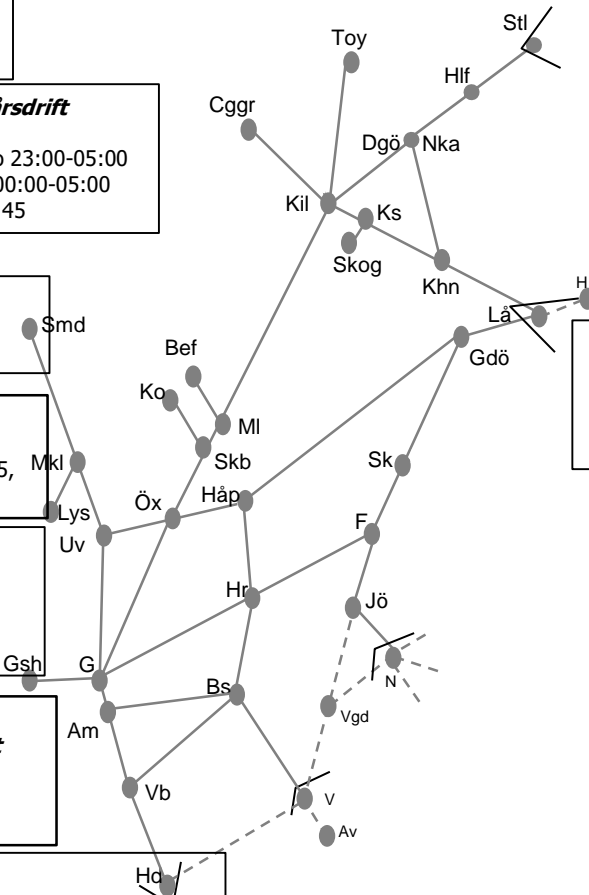 Stl
Toy
Hlf
Cggr
 årsdrift
Dgö
Nka
23:00-05:00
00:00-05:00
45
Kil
Ks
Skog
Khn
H
Lå
Smd
Gdö
Bef
Ko
Ml
Skb
Mkl
5,
Sk
Håp
Öx
Lys
Uv
F
Hr
Jö
Gsh
G
N
Bs
Vgd
Am
t
Vb
V
Av
Hd